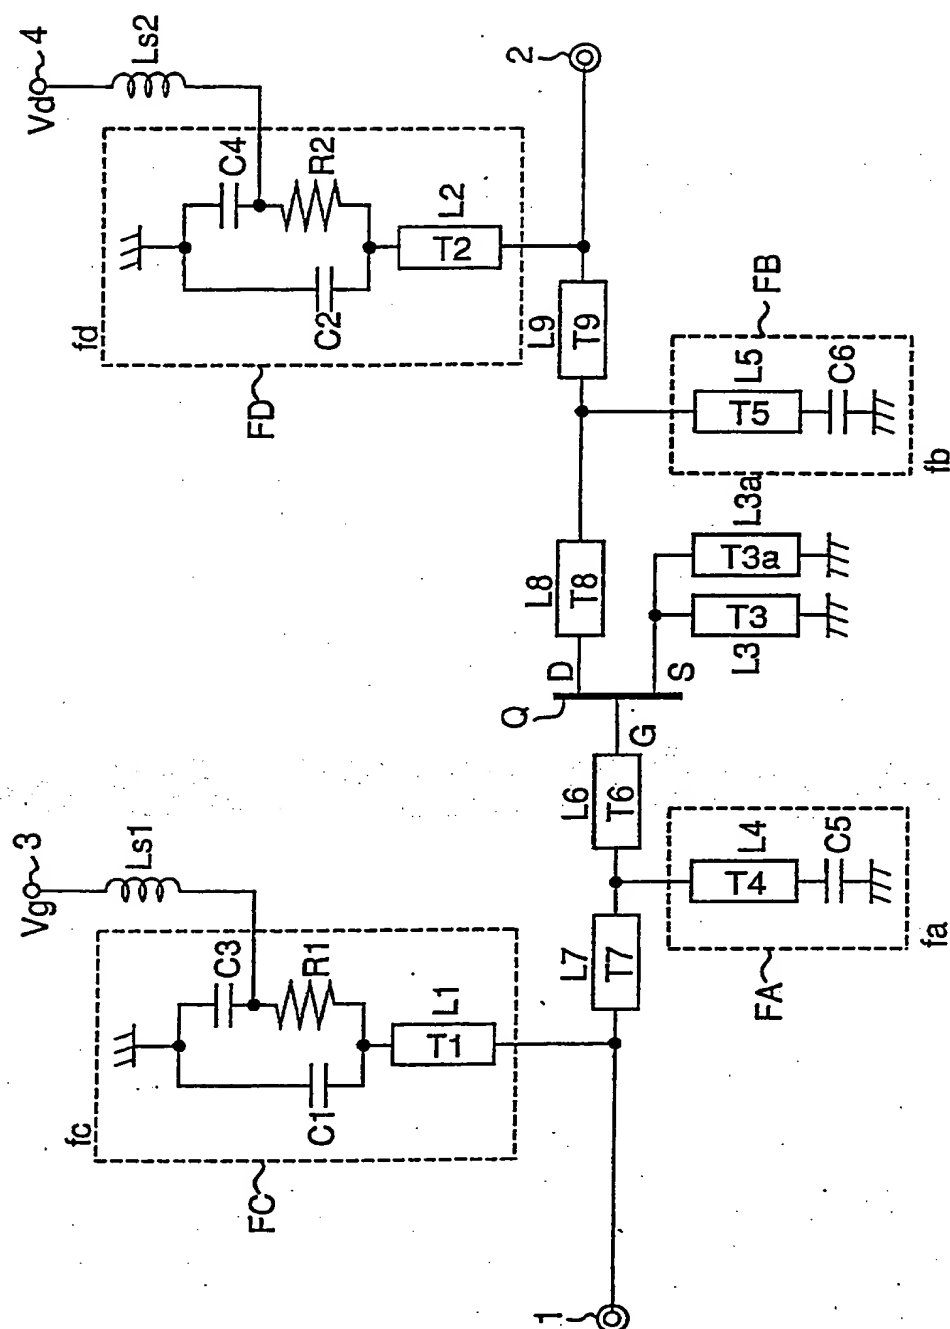 Vg
3
Ls1
Vd
4
Ls2
fc
C3
R1
C1
L1
T1
FC
fd
C4
R2
C2
L2
T2
FD
1
L7
T7
L6
T6
G
Q
D
S
L8
T8
L9
T9
2
T4
L4
C5
fa
FA
T3
L3
T3a
L3a
T5
L5
C6
fb
FB